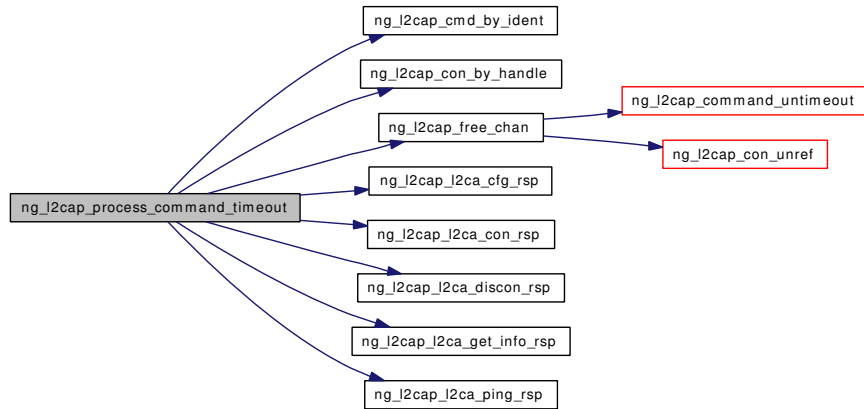 ng_l2cap_process_command_timeout
ng_l2cap_cmd_by_ident
ng_l2cap_con_by_handle
ng_l2cap_free_chan
ng_l2cap_l2ca_cfg_rsp
ng_l2cap_l2ca_con_rsp
ng_l2cap_l2ca_discon_rsp
ng_l2cap_l2ca_get_info_rsp
ng_l2cap_l2ca_ping_rsp
ng_l2cap_command_untimeout
ng_l2cap_con_unref